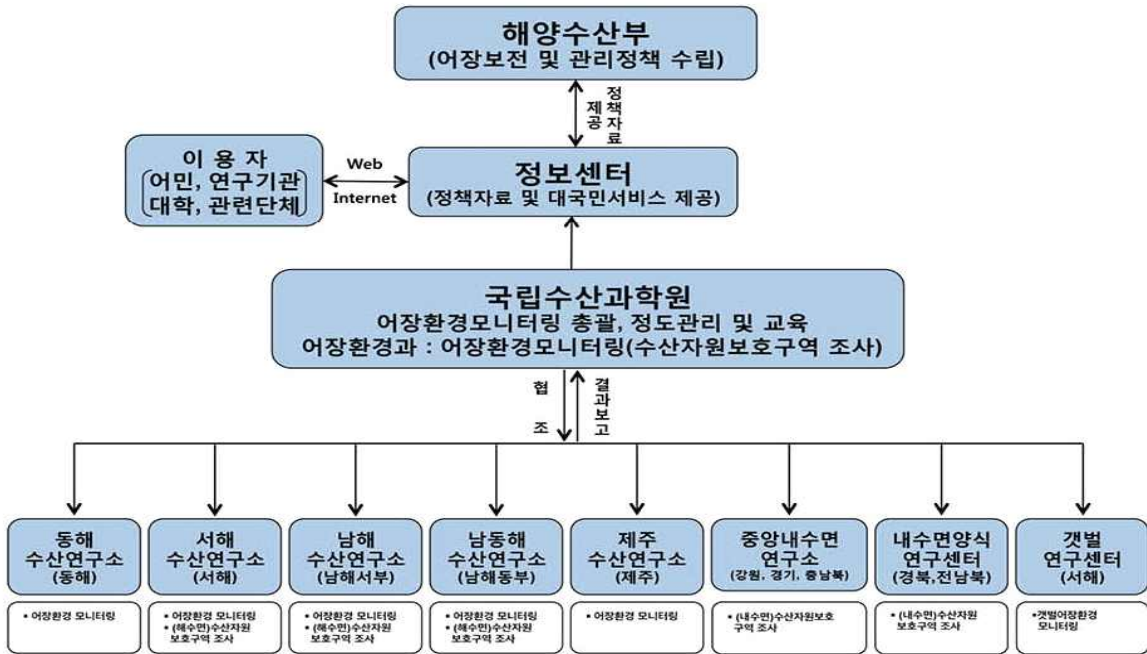 해양수산부
(어장보전 및 관리정책 수립)
제공
정책자료
이 용 자
어민, 연구기관
대학, 관련단체
Web
Internet
정보센터
(정책자료 및 대국민서비스 제공)
국립수산과학원
어장환경모니터링 총괄, 정도관리 및 교육
어장환경과 : 어장환경모니터링(수산자원보호구역 조사)
협 조
결과보고
동해
수산연구소
(동해)
▪ 어장환경 모니터링
서해
수산연구소
(서해)
▪ 어장환경 모니터링
▪ (해수면)수산자원
보호구역 조사
남해
수산연구소
(남해서부)
▪ 어장환경 모니터링
▪ (해수면)수산자원
보호구역 조사
남동해
수산연구소
(남해동부)
▪ 어장환경 모니터링
▪ (해수면)수산자원
보호구역 조사
제주
수산연구소
(제주)
▪ 어장환경 모니터링
중앙내수면
연구소
(강원, 경기, 충남북)
▪ (내수면)수산자원보호
구역 조사
내수면양식
연구센터
(경북,전남북)
▪ (내수면)수산자원
보호구역 조사
갯벌
연구센터
(서해)
▪갯벌어장환경
모니터링